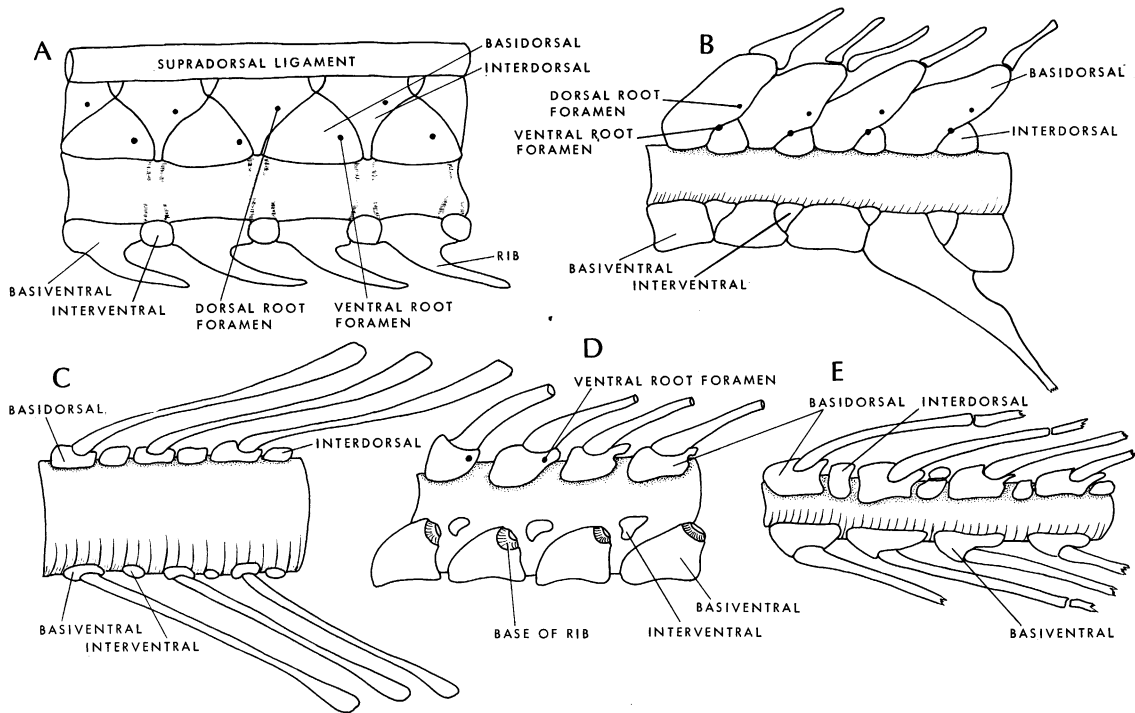 A
SUPRADORSAL LIGAMENT
BASIDORSAL
INTERDORSAL
BASIVENTRAL
INTERVENTRAL
DORSAL ROOT
FORAMEN
VENTRAL ROOT
FORAMEN
RIB
B
DORSAL ROOT
FORAMEN
VENTRAL ROOT
FORAMEN
BASIDORSAL
INTERDORSAL
BASIVENTRAL
INTERVENTRAL
C
BASIDORSAL
INTERDORSAL
BASIVENTRAL
INTERVENTRAL
D
VENTRAL ROOT FORAMEN
BASE OF RIB
BASIVENTRAL
INTERVENTRAL
E
BASIDORSAL
INTERDORSAL
BASIVENTRAL